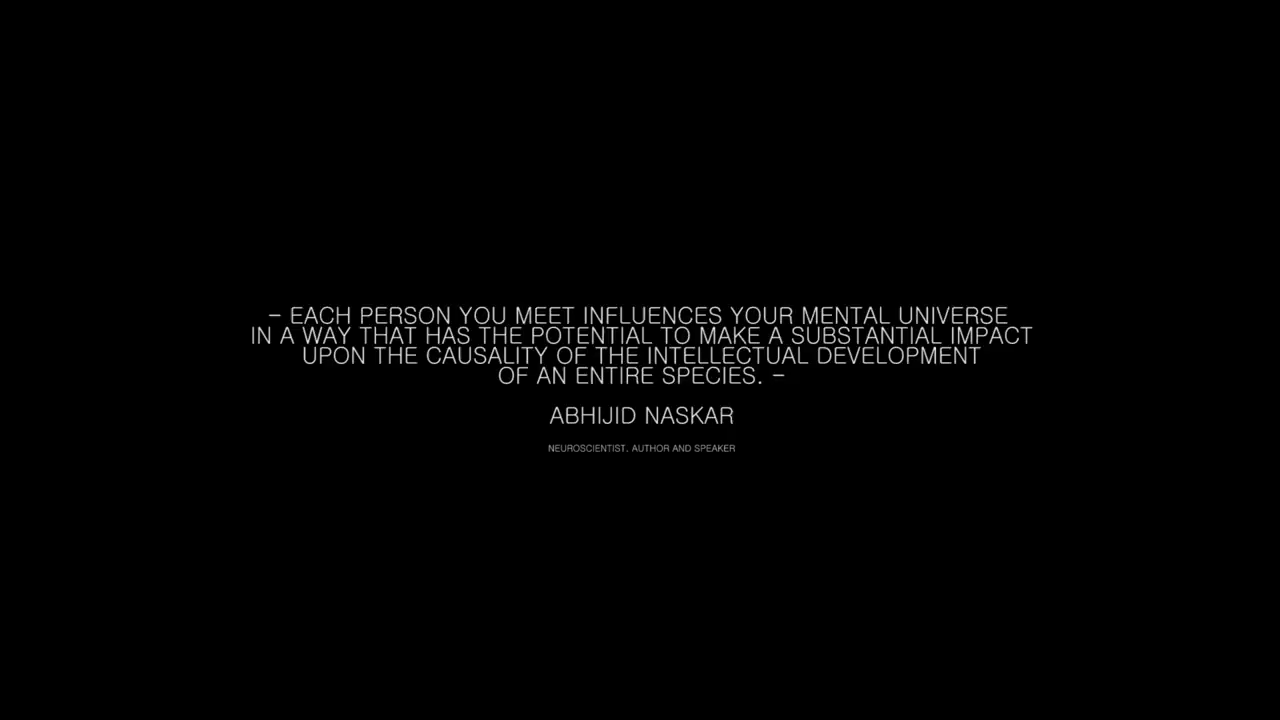 – EACH PERSON YOU MEET INFLUENCES YOUR MENTAL UNIVERSE
IN A WAY THAT HAS THE POTENTIAL TO MAKE A SUBSTANTIAL IMPACT
UPON THE CAUSALITY OF THE INTELLECTUAL DEVELOPMENT
OF AN ENTIRE SPECIES. –
ABHIJID NASKAR
NEUROSCIENTIST, AUTHOR AND SPEAKER